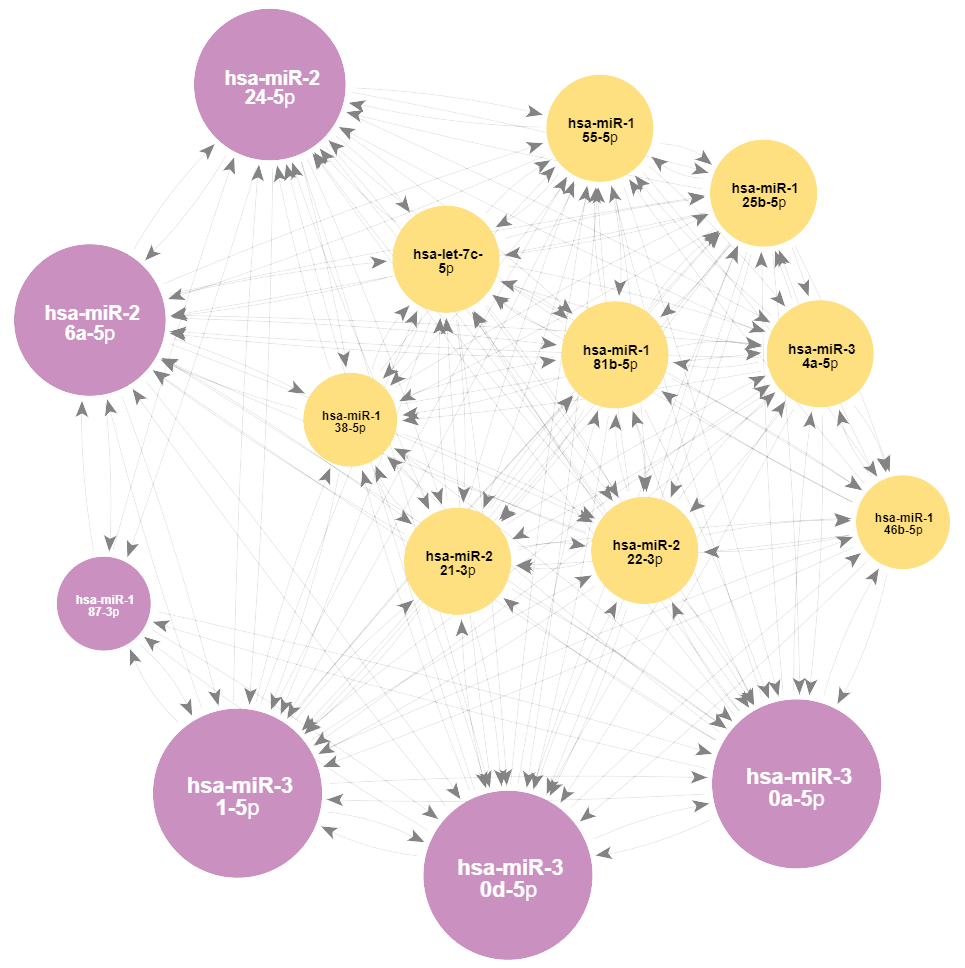 hsa-miR-2
24-5p
hsa-miR-1
55-5p
hsa-miR-1
25b-5p
hsa-let-7c-
5p
hsa-miR-2
6a-5p
hsa-miR-1
81b-5p
hsa-miR-3
4a-5p
hsa-miR-1
38-5p
hsa-miR-1
46b-5p
hsa-miR-2
21-3p
hsa-miR-2
22-3p
hsa-miR-1
87-3p
hsa-miR-3
1-5p
hsa-miR-3
0a-5p
hsa-miR-3
0d-5p